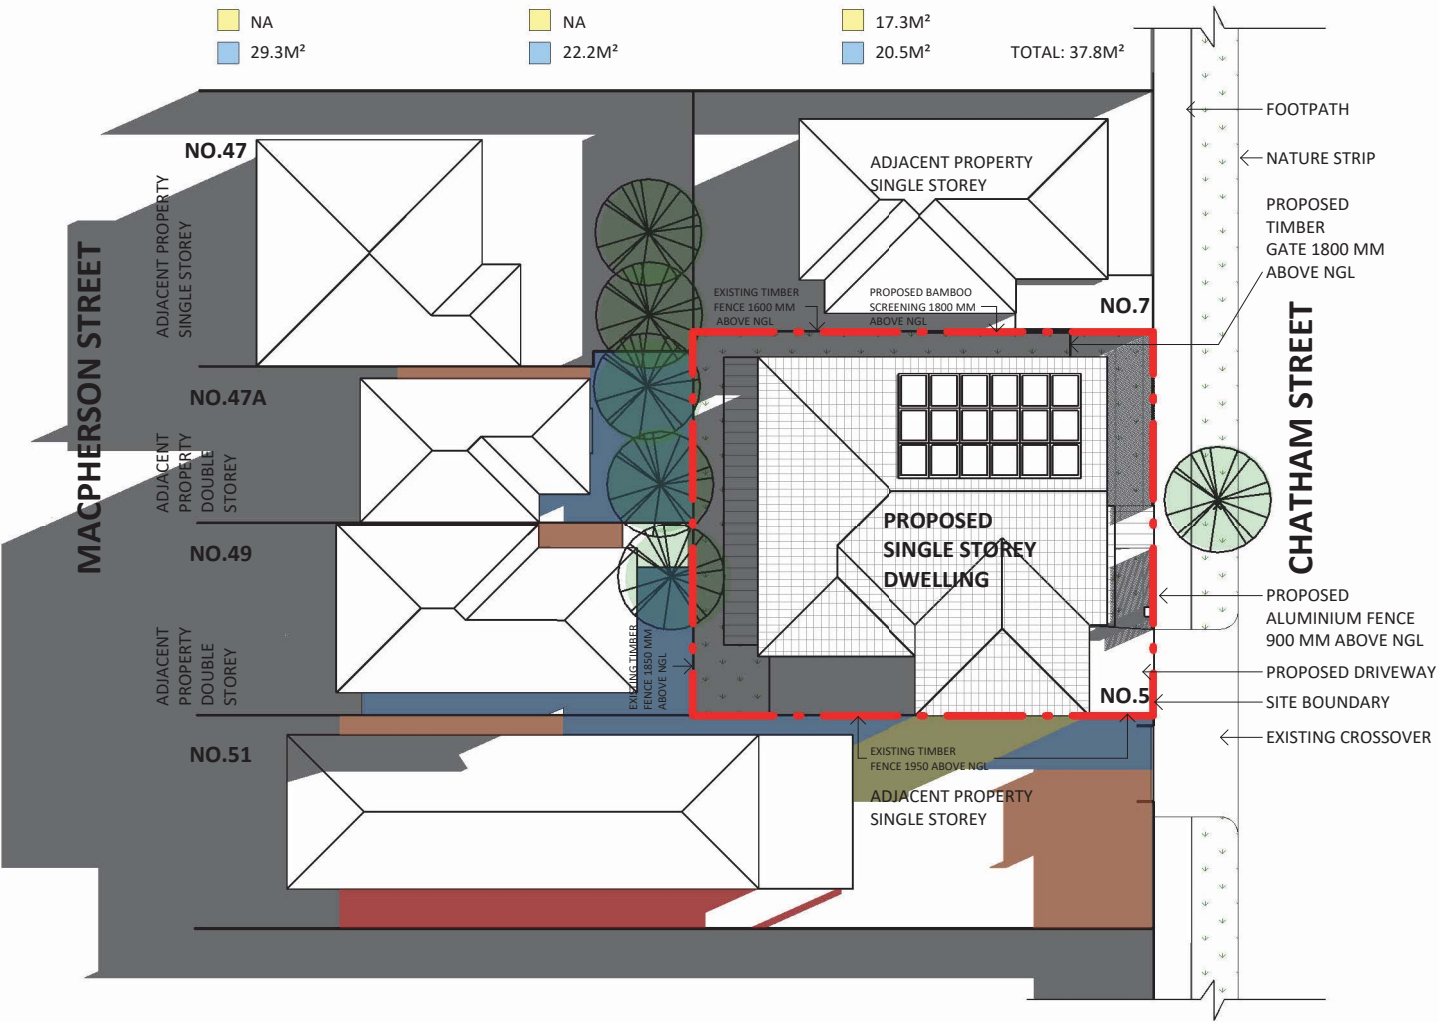 NA
29.3M²
NA
22.2M²
17.3M²
20.5M²
TOTAL: 37.8M²
FOOTPATH
NATURE STRIP
PROPOSED
TIMBER
GATE 1800 MM
ABOVE NGL
NO.47
ADJACENT PROPERTY
SINGLE STOREY
ADJACENT PROPERTY
SINGLE STOREY
MACPHERSON STREET
EXISTING TIMBER
FENCE 1600 MM
ABOVE NGL
PROPOSED BAMBOO
SCREENING 1800 MM
ABOVE NGL
NO.7
CHATHAM STREET
NO.47A
ADJACENT
PROPERTY
DOUBLE
STOREY
PROPOSED
SINGLE STOREY
DWELLING
NO.49
ADJACENT
PROPERTY
DOUBLE
STOREY
EXISTING TIMBER
FENCE 1850 MM
ABOVE NGL
PROPOSED
ALUMINIUM FENCE
900 MM ABOVE NGL
PROPOSED DRIVEWAY
NO.5
SITE BOUNDARY
EXISTING CROSSOVER
NO.51
EXISTING TIMBER
FENCE 1950 ABOVE NGL
ADJACENT PROPERTY
SINGLE STOREY